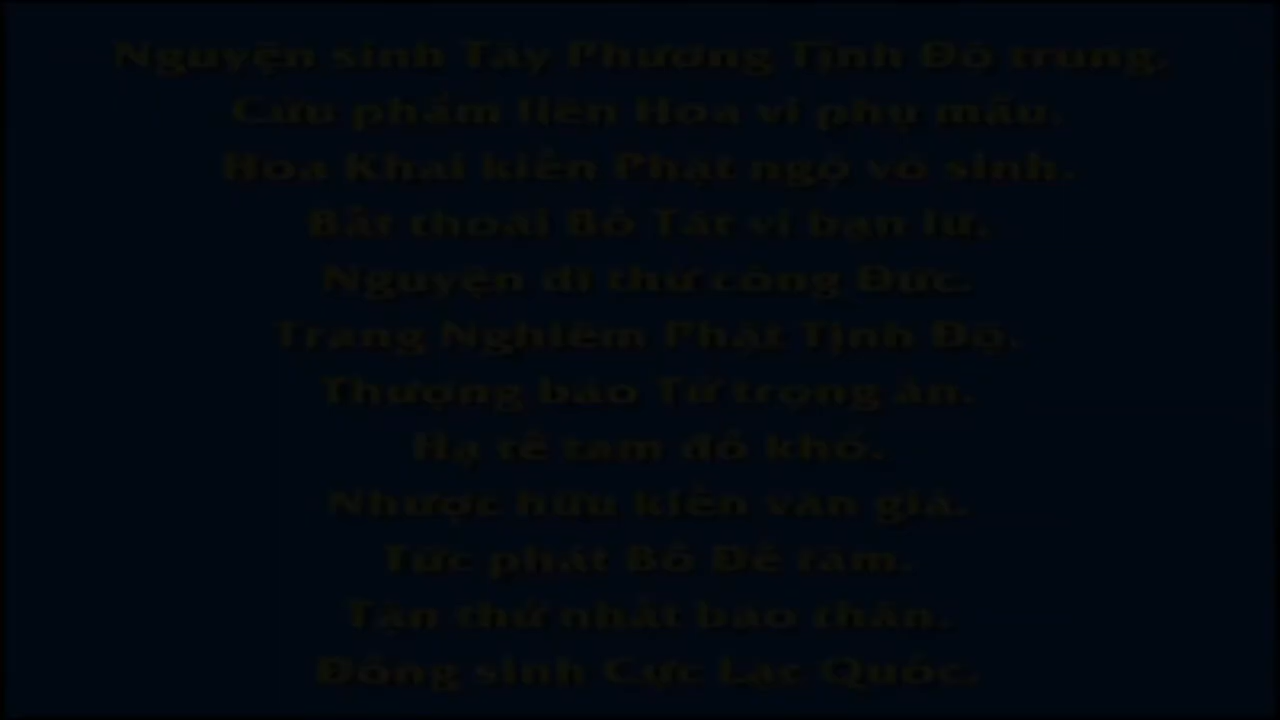 Nguyện sinh Tây Phương Tịnh Độ trung.
Cửu phẩm liên Hoa vi phụ mẫu.
Hoa Khai kiến Phật ngộ vô sinh.
Bất thoái Bồ Tát vi bạn lữ.
Nguyện dĩ thử công Đức.
Trang Nghiêm Phật Tịnh Độ.
Thượng báo Tứ trọng ân.
Hạ tế tam đồ khổ.
Nhược hữu kiến văn giả.
Tức phát Bồ Đề tâm.
Tận thử nhất báo thân.
Đồng sinh Cực Lạc Quốc.